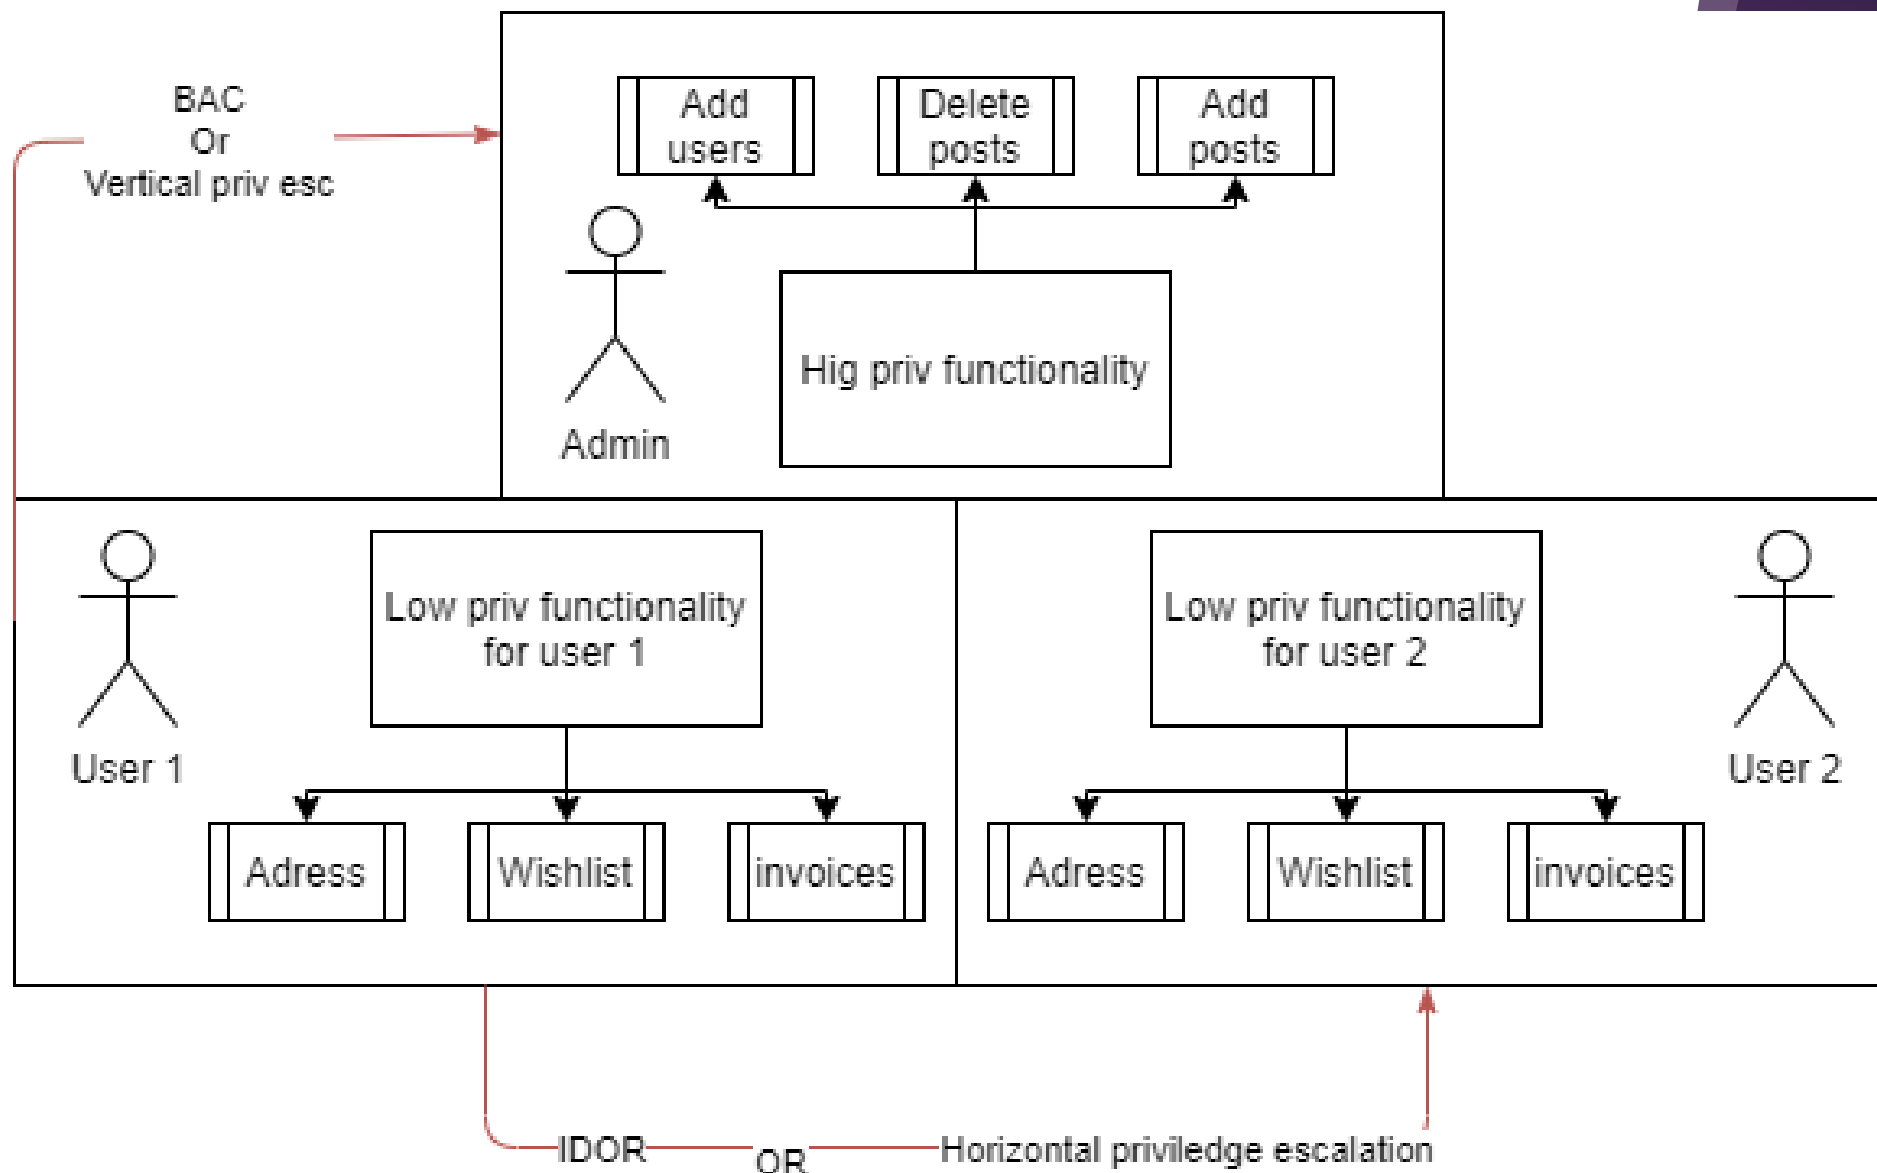 BAC
Or
Vertical priv esc
Add
users
Delete
posts
Add
posts
Admin
Hig priv functionality
User 1
Low priv functionality
for user 1
Adress
Wishlist
invoices
Low priv functionality
for user 2
User 2
Adress
Wishlist
invoices
IDOR
OR
Horizontal priviledge escalation